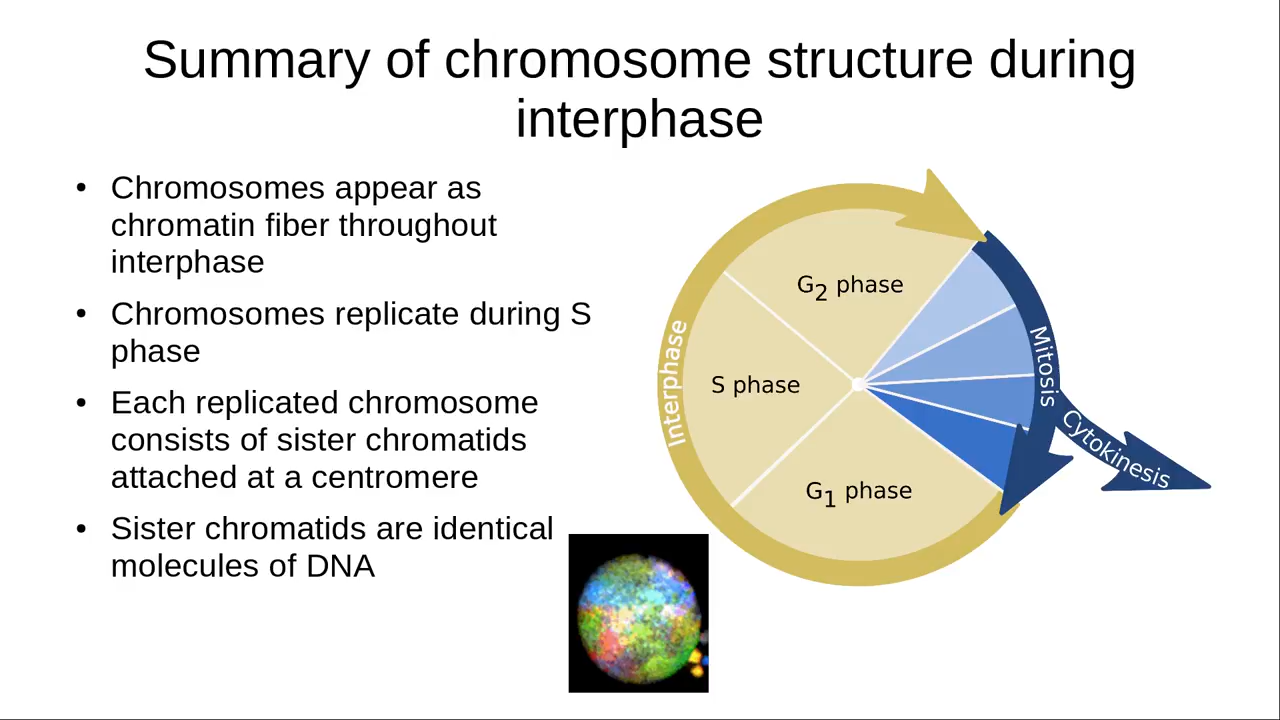 Summary of chromosome structure during
interphase
• Chromosomes appear as
chromatin fiber throughout
interphase
• Chromosomes replicate during S
phase
• Each replicated chromosome
consists of sister chromatids
attached at a centromere
• Sister chromatids are identical
molecules of DNA
Interphase
G2 phase
S phase
G1 phase
Mitosis
Cytokinesis